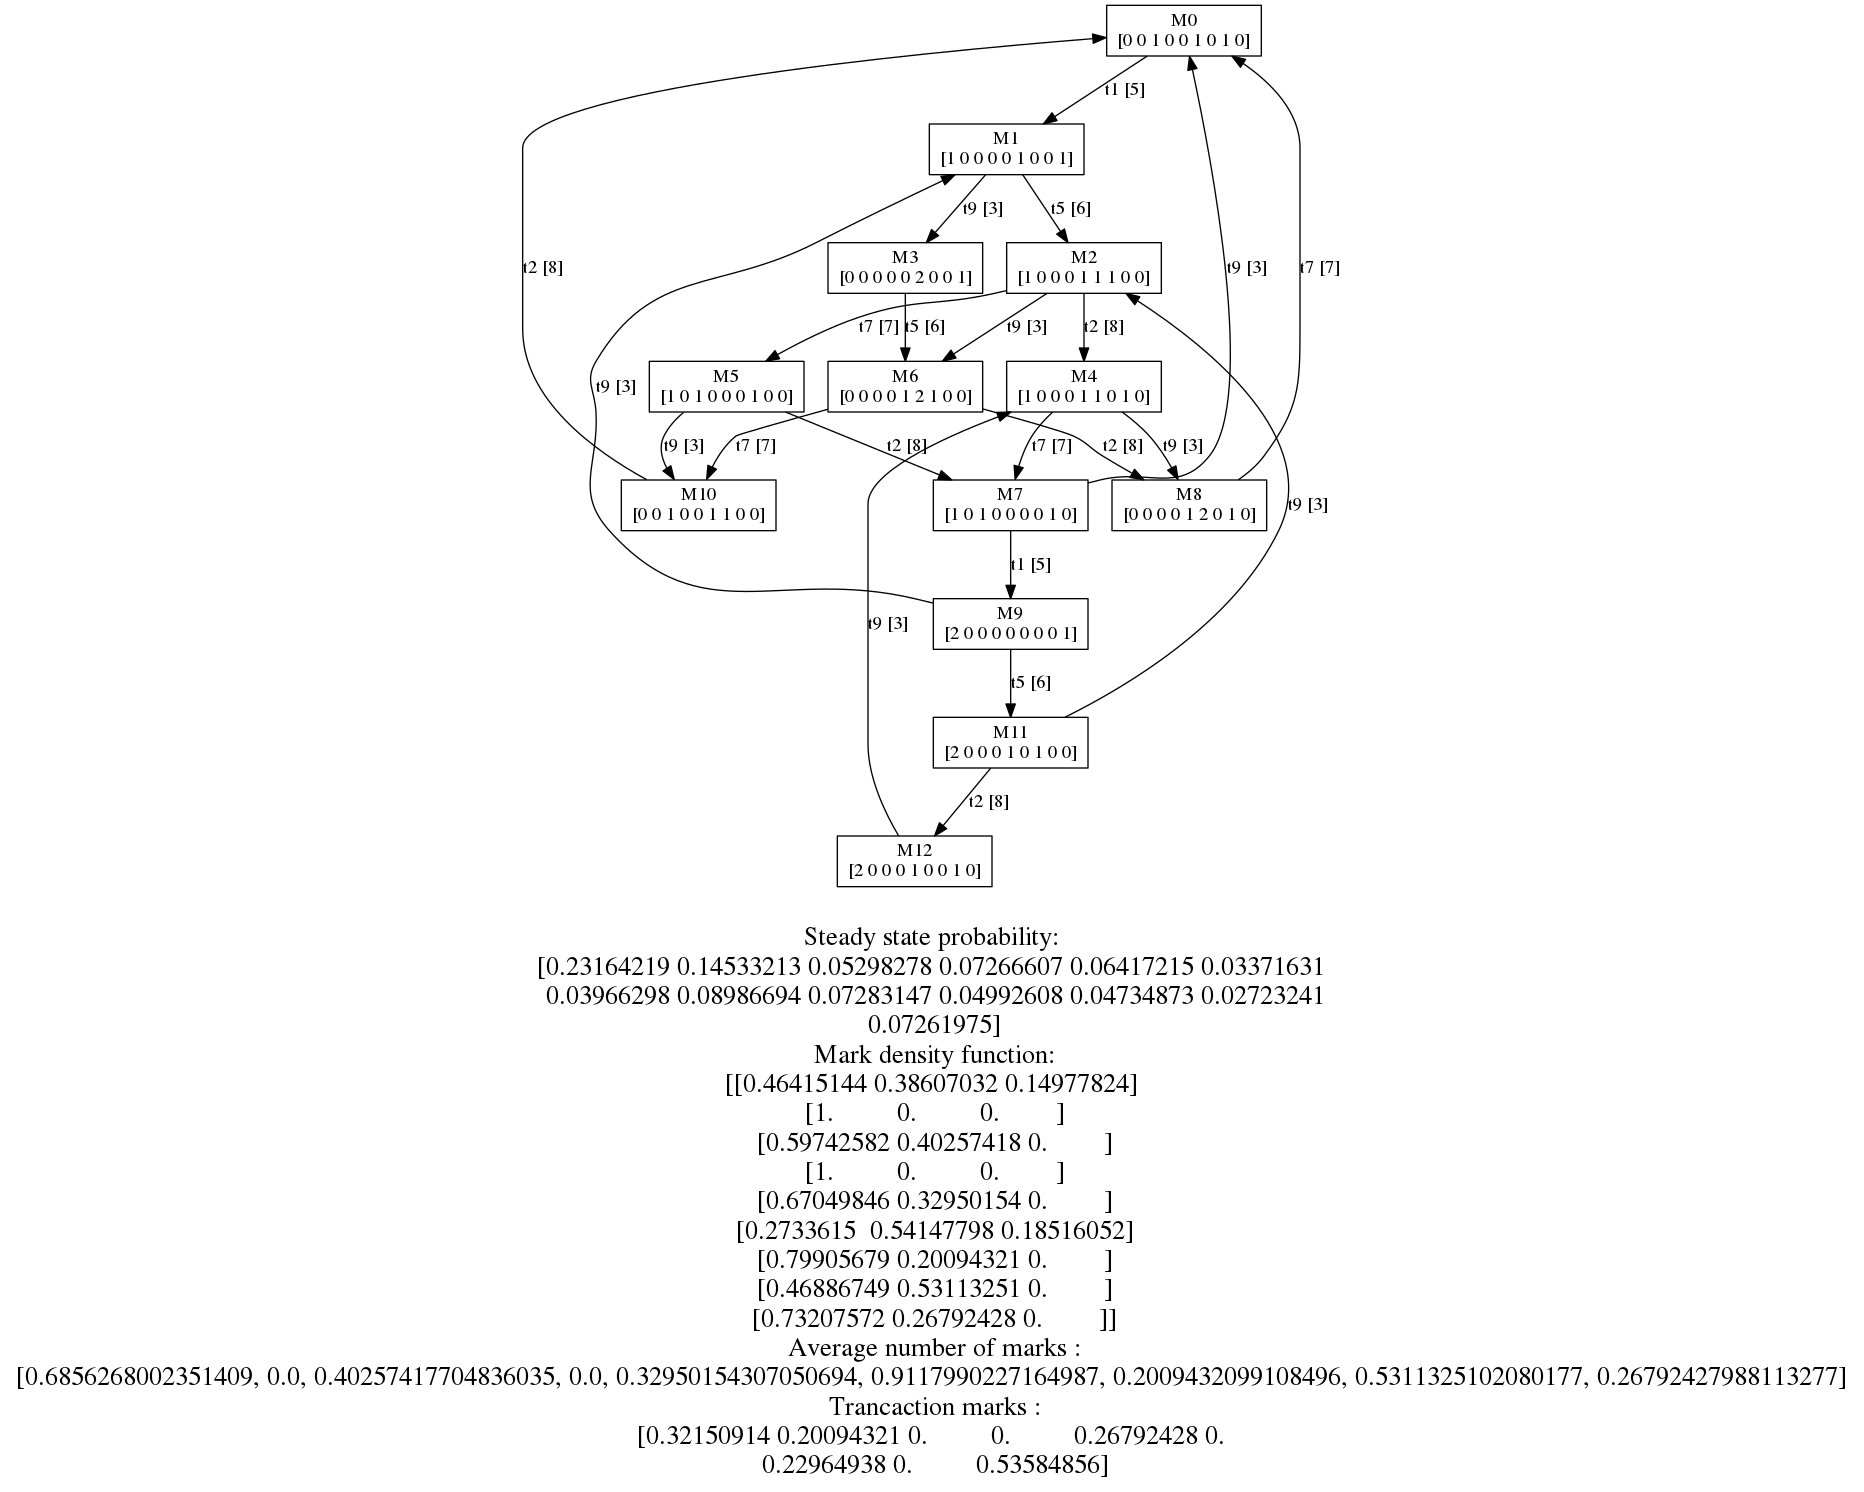 M0
[0 0 1 0 0 1 0 1 0]
t1 [5]
M1
[1 0 0 0 0 1 0 0 1]
t9 [3]
t5 [6]
M3
[0 0 0 0 0 2 0 0 1]
M2
[1 0 0 0 1 1 1 0 0]
t2 [8]
t9 [3]
t7 [7]
t7 [7]
t5 [6]
t9 [3]
t2 [8]
M5
[1 0 1 0 0 0 1 0 0]
M6
[0 0 0 0 1 2 1 0 0]
M4
[1 0 0 0 1 1 0 1 0]
t9 [3]
t9 [3]
t7 [7]
t2 [8]
t7 [7]
t2 [8]
t9 [3]
M10
[0 0 1 0 0 1 1 0 0]
M7
[1 0 1 0 0 0 0 1 0]
M8
[0 0 0 0 1 2 0 1 0]
t9 [3]
t1 [5]
M9
[2 0 0 0 0 0 0 0 1]
t9 [3]
t5 [6]
M11
[2 0 0 0 1 0 1 0 0]
t2 [8]
M12
[2 0 0 0 1 0 0 1 0]
Steady state probability:
[0.23164219 0.14533213 0.05298278 0.07266607 0.06417215 0.03371631
0.03966298 0.08986694 0.07283147 0.04992608 0.04734873 0.02723241
0.07261975]
Mark density function:
[[0.46415144 0.38607032 0.14977824]
[1. 0. 0. ]
[0.59742582 0.40257418 0. ]
[1. 0. 0. ]
[0.67049846 0.32950154 0. ]
[0.2733615 0.54147798 0.18516052]
[0.79905679 0.20094321 0. ]
[0.46886749 0.53113251 0. ]
[0.73207572 0.26792428 0. ]]
Average number of marks :
[0.6856268002351409, 0.0, 0.40257417704836035, 0.0, 0.32950154307050694, 0.9117990227164987, 0.2009432099108496, 0.5311325102080177, 0.26792427988113277]
Trancaction marks :
[0.32150914 0.20094321 0. 0. 0.26792428 0.
0.22964938 0. 0.53584856]